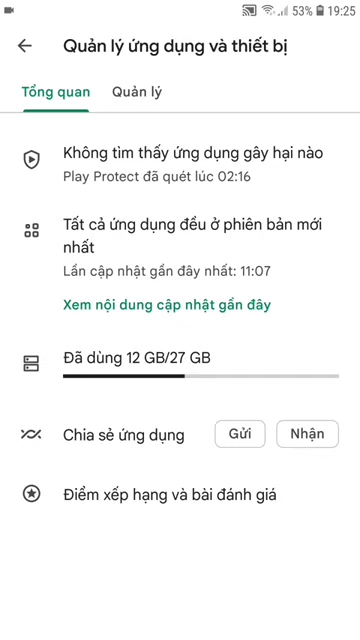 53% 19:25
Quản lý ứng dụng và thiết bị
Tổng quan Quản lý
Không tìm thấy ứng dụng gây hại nào
Play Protect đã quét lúc 02:16
Tất cả ứng dụng đều ở phiên bản mới
nhất
Lần cập nhật gần đây nhất: 11:07
Xem nội dung cập nhật gần đây
Đã dùng 12 GB/27 GB
Chia sẻ ứng dụng Gửi Nhận
Điểm xếp hạng và bài đánh giá